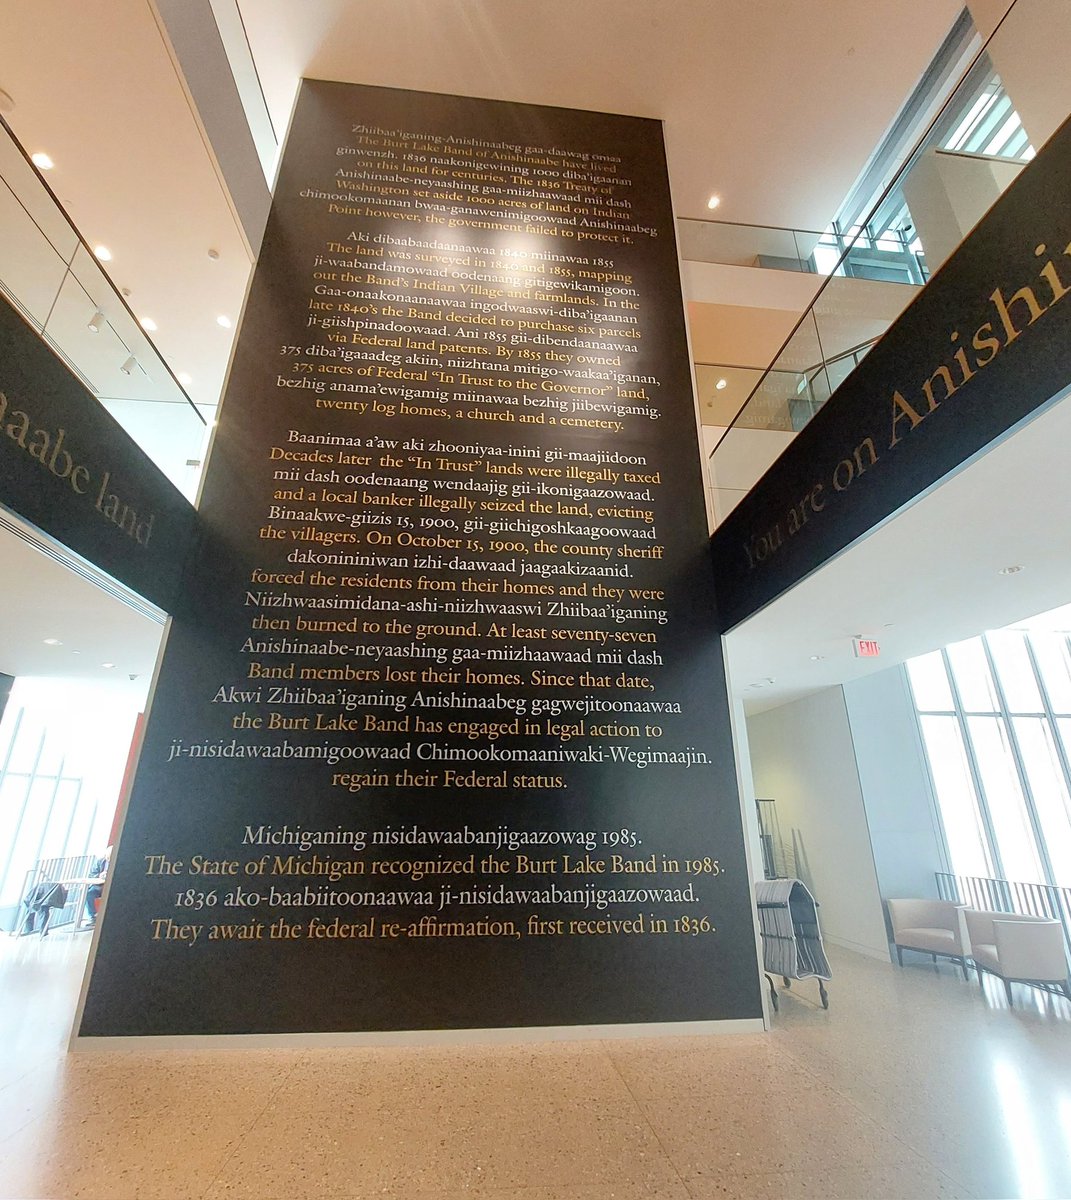 Zhiibaa'iganing-Anishinaabeg gaa-daawag omaa
The Burt Lake Band of Anishinaabe have lived
ginwenzh. 1836 naakonigewining 1000 diba'igaanan
on this land for centuries. The 1836 Treaty of
Anishinaabe-neyaashing gaa-miizhaawaad mii dash
Washington set aside 1000 acres of land on Indian
chimookomaanan bwaa-ganawenimigoowaad Anishinaabeg
Point however, the government failed to protect it.
Aki dibaabaadaanaawaa 1840 miinawaa 1855
The land was surveyed in 1840 and 1855, mapping
ji-waabandamowaad oodenaang gitigewikamigoon.
out the Band's Indian Village and farmlands. In the
Gaa-onaakonaanaawaa ingodwaaswi-diba'igaanan
late 1840's the Band decided to purchase six parcels
ji-giishpinadoowaad. Ani 1855 gii-dibendaanaawaa
via Federal land patents. By 1855 they owned
375 diba'igaadeg akiin, niizhtana mitigo-waakaa'iganan,
375 acres of Federal "In Trust to the Governor" land,
bezhig anama'ewigamig miinawaa bezhig jiibewigamig.
twenty log homes, a church and a cemetery.
Baanimaa a'aw aki zhooniyaa-inini gii-maajiidoon
Decades later the "In Trust" lands were illegally taxed
mii dash oodenaang wendaajig gii-ikonigaazowaad.
and a local banker illegally seized the land, evicting
Binaakwe-giizis 15, 1900, gii-giichigoshkaagoowaad
the villagers. On October 15, 1900, the county sheriff
dakonininiwan izhi-daawaad jaagaakizaanid.
forced the residents from their homes and they were
Niizhwaasimidana-ashi-niizhwaaswi Zhiibaa'iganing
then burned to the ground. At least seventy-seven
Anishinaabe-neyaashing gaa-miizhaawaad mii dash
Band members lost their homes. Since that date,
Akwi Zhiibaa'iganing Anishinaabeg gagwejitoonaawaa
the Burt Lake Band has engaged in legal action to
ji-nisidawaabamigoowaad Chimookomaaniwaki-Wegimaajin.
regain their Federal status.
Michiganing nisidawaabanjigaazowag 1985.
The State of Michigan recognized the Burt Lake Band in 1985.
1836 ako-baabiitoonaawaa ji-nisidawaabanjigaazowaad.
They await the federal re-affirmation, first received in 1836.
naabe land
You are on Anishi
EXIT